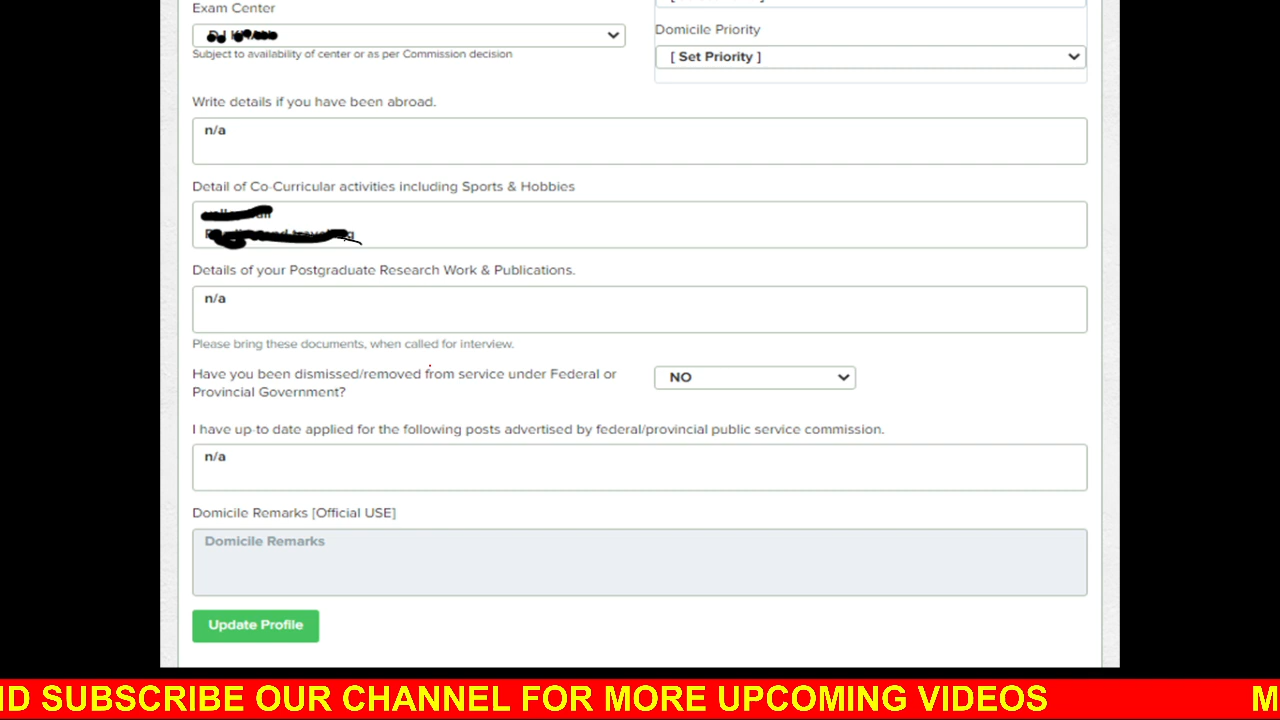 Exam Center
Subject to availability of center or as per Commission decision
Domicile Priority
[ Set Priority ]
Write details if you have been abroad.
n/a
Detail of Co-Curricular activities including Sports & Hobbies
Details of your Postgraduate Research Work & Publications.
n/a
Please bring these documents, when called for interview.
Have you been dismissed/removed from service under Federal or
Provincial Government?
NO
I have up-to date applied for the following posts advertised by federal/provincial public service commission.
n/a
Domicile Remarks [Official USE]
Domicile Remarks
Update Profile
SUBSCRIBE OUR CHANNEL FOR MORE UPCOMING VIDEOS